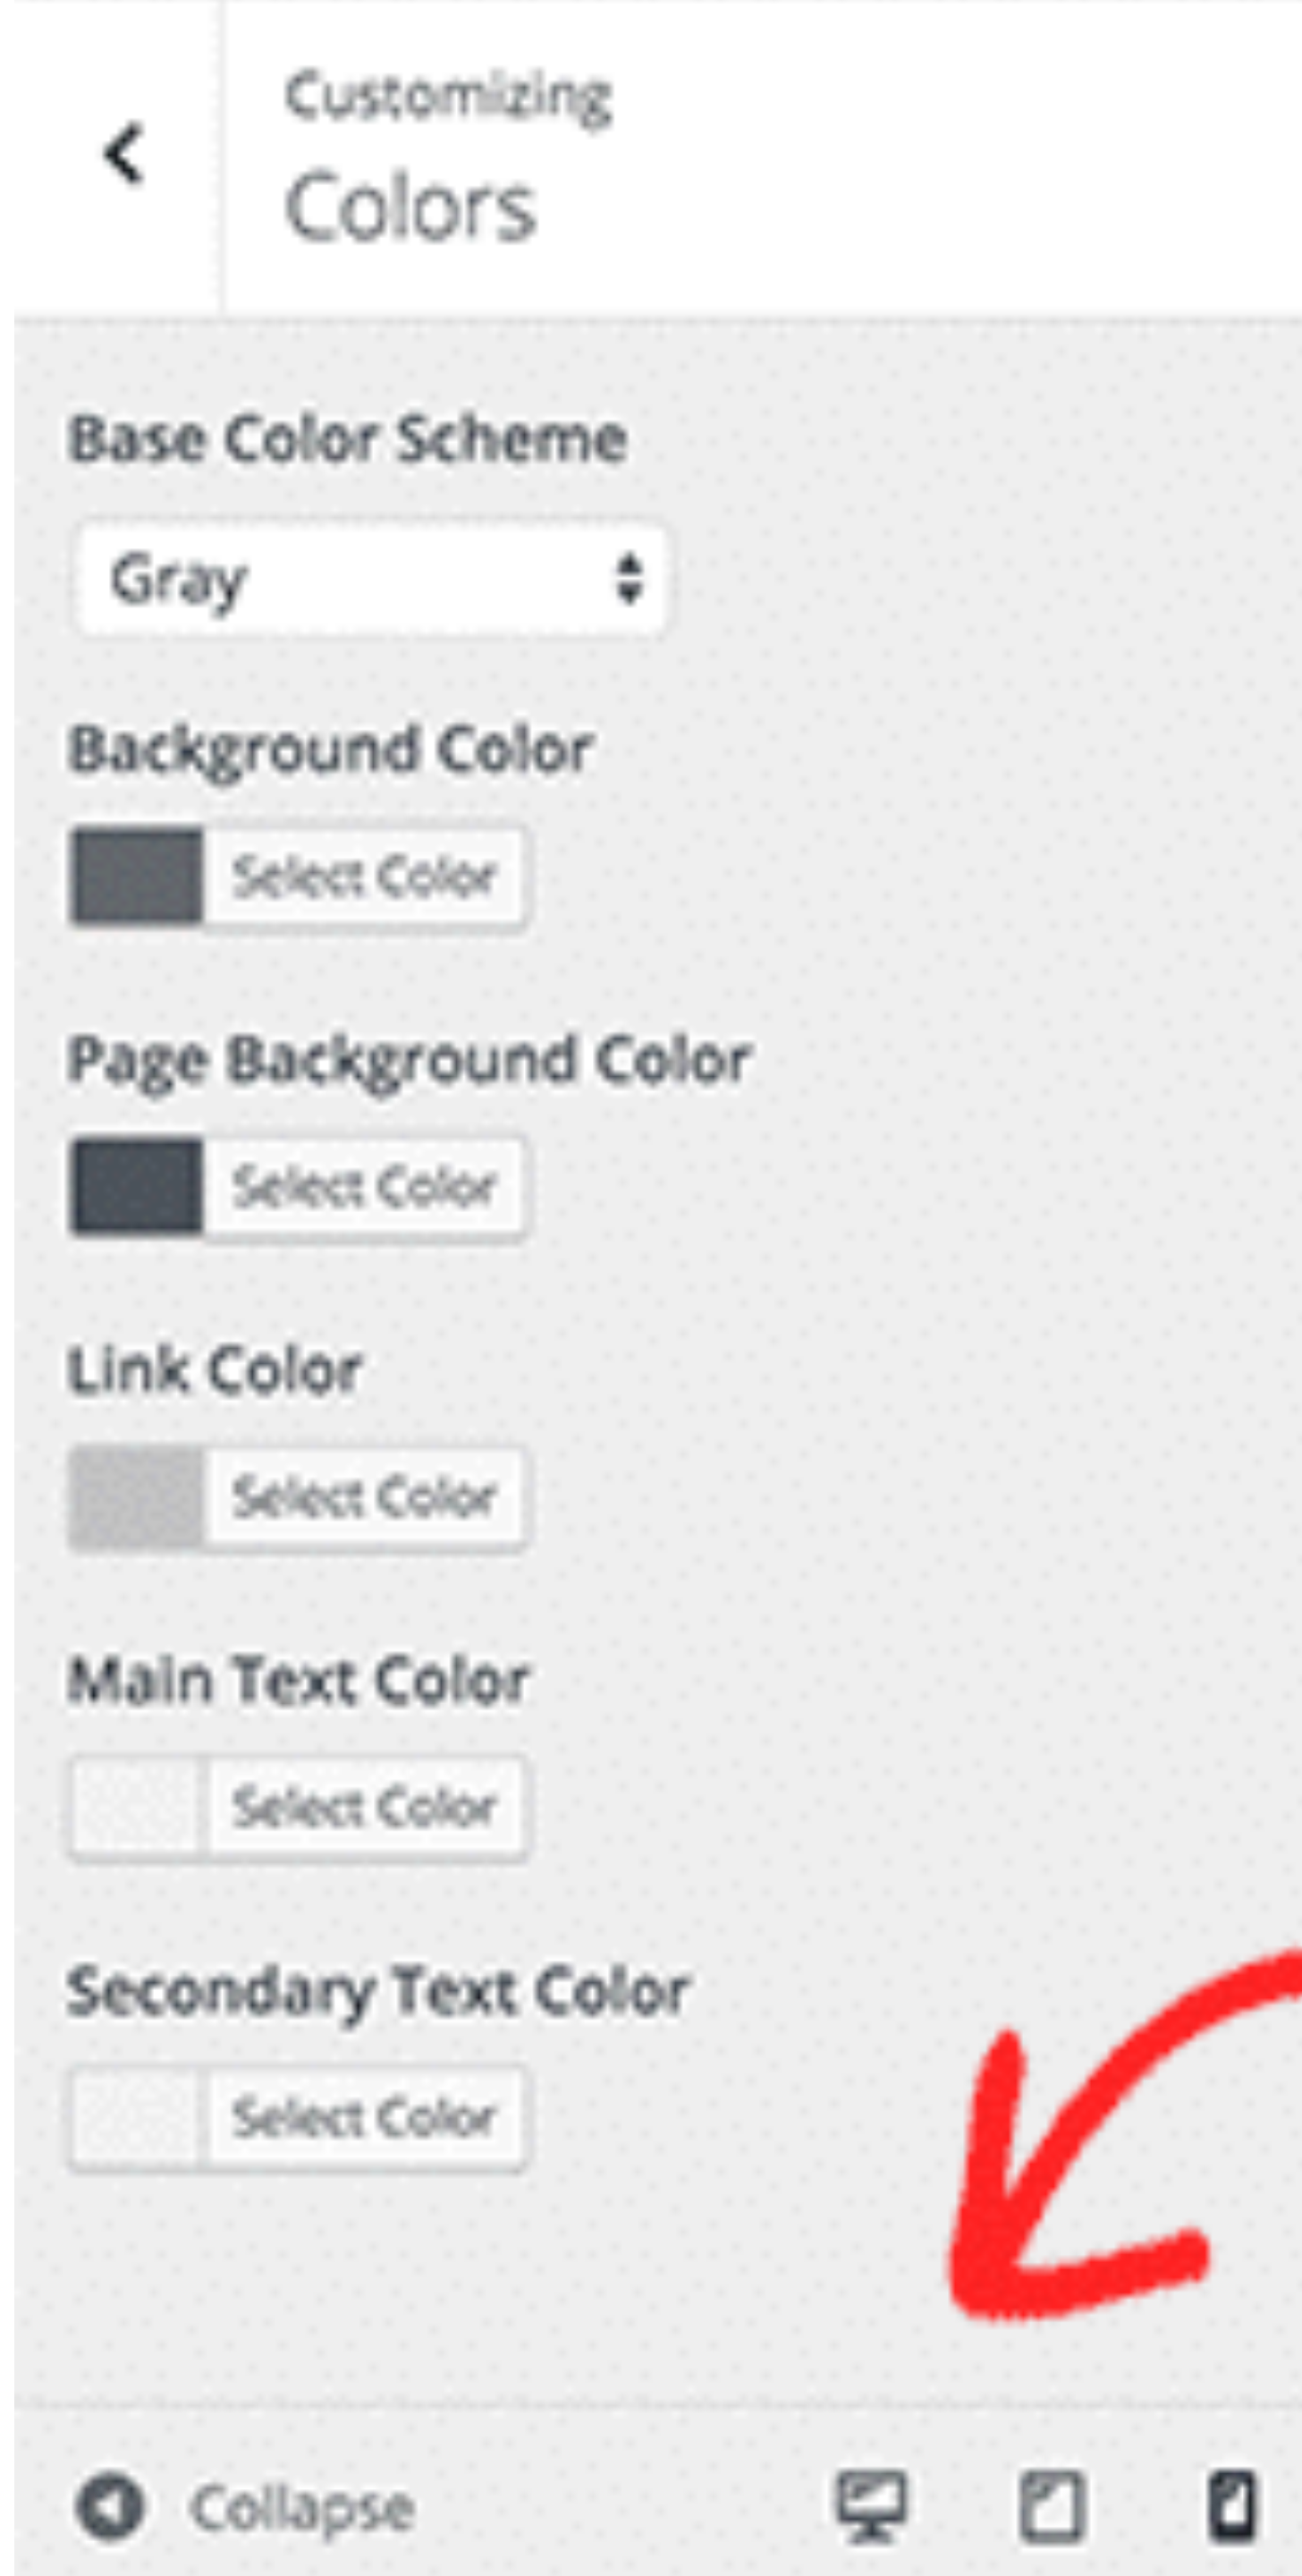 Customizing
Colors
Base Color Scheme
Gray
Background Color
Select Color
Page Background Color
Select Color
Link Color
Select Color
Main Text Color
Select Color
Secondary Text Color
Select Color
Collapse